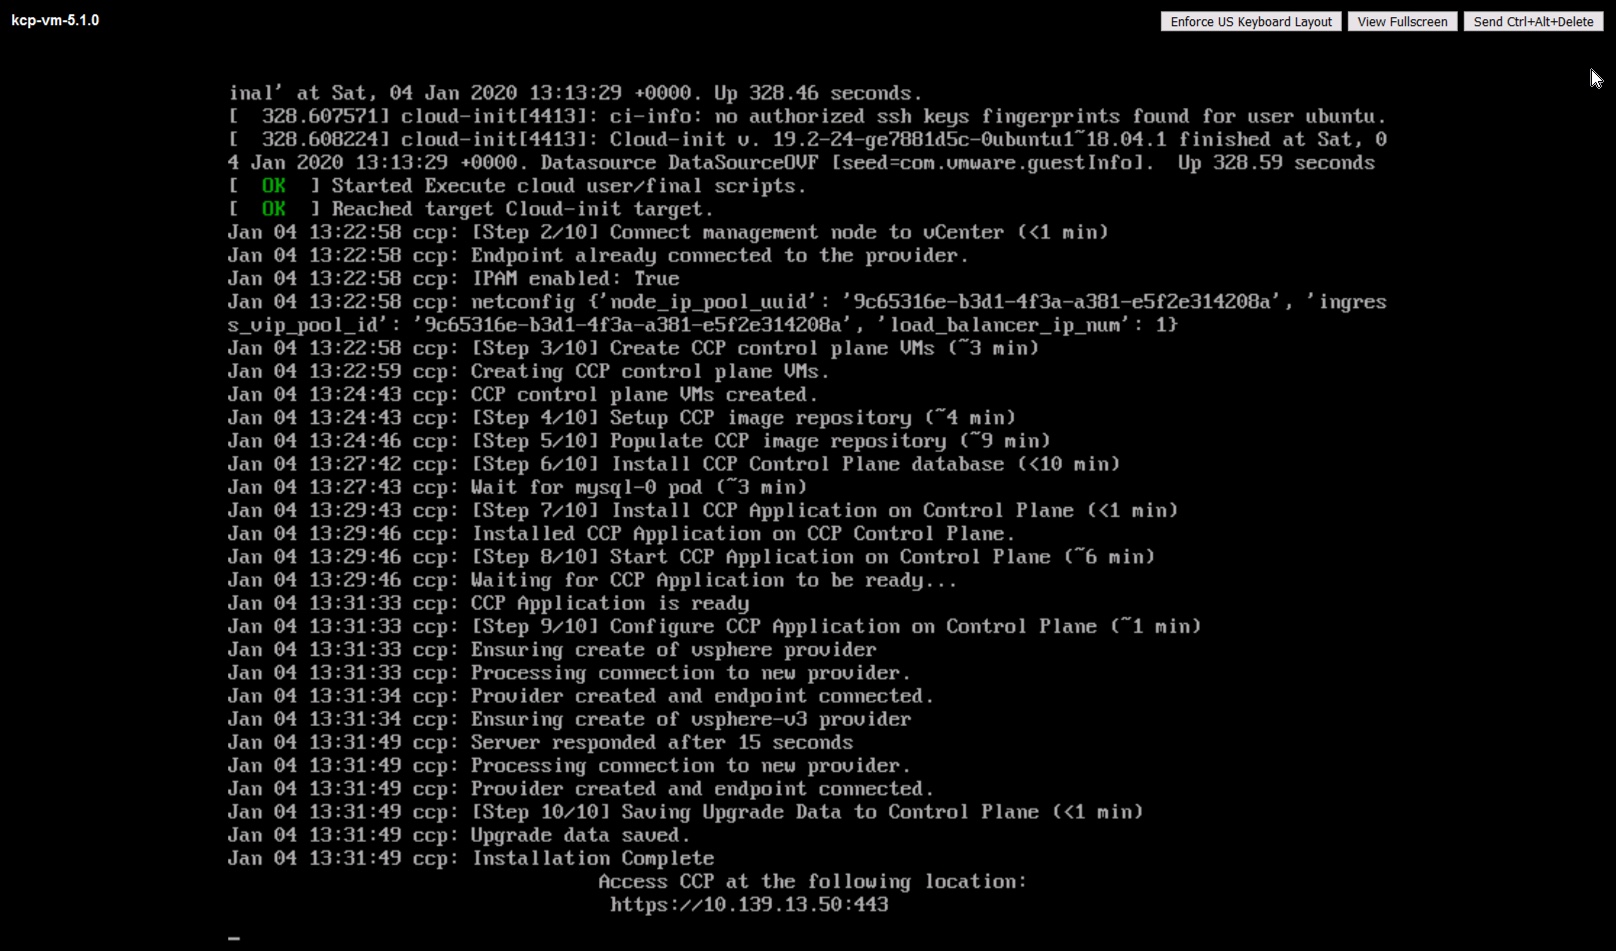 kcp-vm-5.1.0
Enforce US Keyboard Layout View Fullscreen Send Ctrl+Alt+Delete
inal' at Sat, 04 Jan 2020 13:13:29 +0000. Up 328.46 seconds.
[  328.607571] cloud-init[4413]: ci-info: no authorized ssh keys fingerprints found for user ubuntu.
[  328.608224] cloud-init[4413]: Cloud-init v. 19.2-24-ge7881d5c-0ubuntu1~18.04.1 finished at Sat, 0
4 Jan 2020 13:13:29 +0000. Datasource DataSourceOVF [seed=com.vmware.guestInfo].  Up 328.59 seconds
[  OK  ] Started Execute cloud user/final scripts.
[  OK  ] Reached target Cloud-init target.
Jan 04 13:22:58 ccp: [Step 2/10] Connect management node to vCenter (<1 min)
Jan 04 13:22:58 ccp: Endpoint already connected to the provider.
Jan 04 13:22:58 ccp: IPAM enabled: True
Jan 04 13:22:58 ccp: netconfig {'node_ip_pool_uuid': '9c65316e-b3d1-4f3a-a381-e5f2e314208a', 'ingres
s_vip_pool_id': '9c65316e-b3d1-4f3a-a381-e5f2e314208a', 'load_balancer_ip_num': 1}
Jan 04 13:22:58 ccp: [Step 3/10] Create CCP control plane VMs (~3 min)
Jan 04 13:22:59 ccp: Creating CCP control plane VMs.
Jan 04 13:24:43 ccp: CCP control plane VMs created.
Jan 04 13:24:43 ccp: [Step 4/10] Setup CCP image repository (~4 min)
Jan 04 13:24:46 ccp: [Step 5/10] Populate CCP image repository (~9 min)
Jan 04 13:27:42 ccp: [Step 6/10] Install CCP Control Plane database (<10 min)
Jan 04 13:27:43 ccp: Wait for mysql-0 pod (~3 min)
Jan 04 13:29:43 ccp: [Step 7/10] Install CCP Application on Control Plane (<1 min)
Jan 04 13:29:46 ccp: Installed CCP Application on CCP Control Plane.
Jan 04 13:29:46 ccp: [Step 8/10] Start CCP Application on Control Plane (~6 min)
Jan 04 13:29:46 ccp: Waiting for CCP Application to be ready...
Jan 04 13:31:33 ccp: CCP Application is ready
Jan 04 13:31:33 ccp: [Step 9/10] Configure CCP Application on Control Plane (~1 min)
Jan 04 13:31:33 ccp: Ensuring create of vsphere provider
Jan 04 13:31:33 ccp: Processing connection to new provider.
Jan 04 13:31:34 ccp: Provider created and endpoint connected.
Jan 04 13:31:34 ccp: Ensuring create of vsphere-v3 provider
Jan 04 13:31:49 ccp: Server responded after 15 seconds
Jan 04 13:31:49 ccp: Processing connection to new provider.
Jan 04 13:31:49 ccp: Provider created and endpoint connected.
Jan 04 13:31:49 ccp: [Step 10/10] Saving Upgrade Data to Control Plane (<1 min)
Jan 04 13:31:49 ccp: Upgrade data saved.
Jan 04 13:31:49 ccp: Installation Complete
Access CCP at the following location:
https://10.139.13.50:443